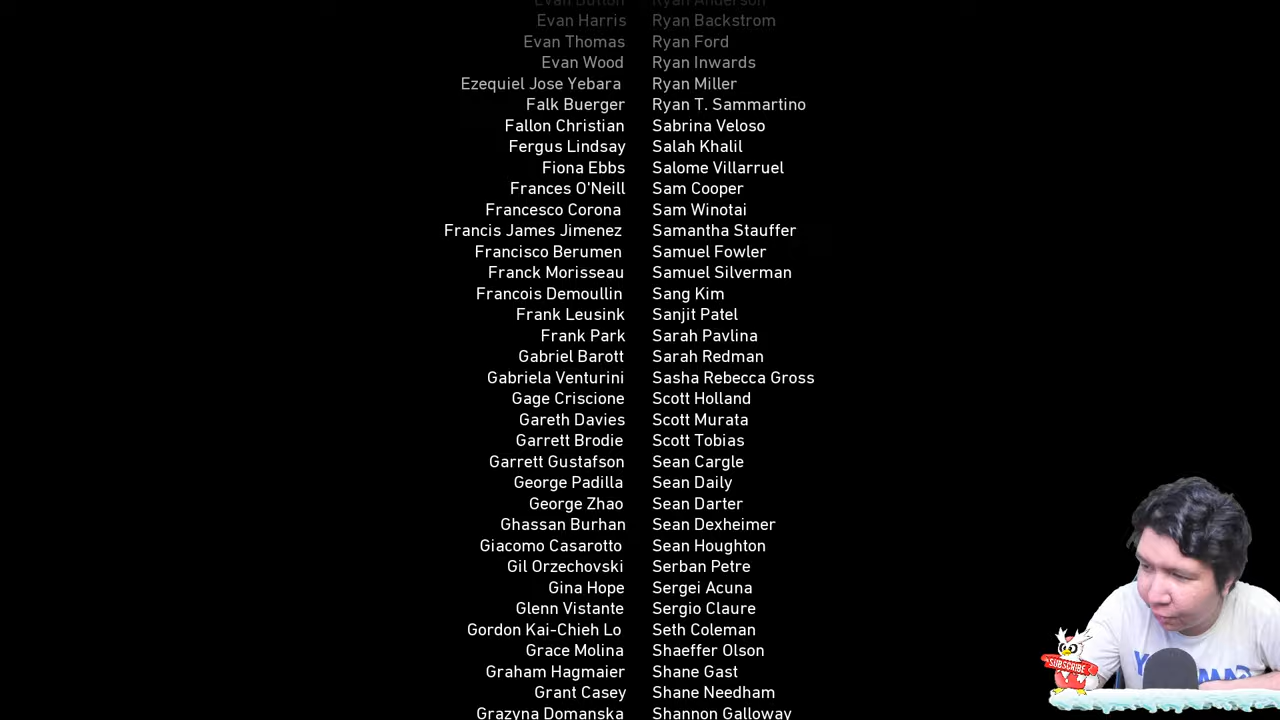 Evan Harris Ryan Backstrom
Evan Thomas Ryan Ford
Evan Wood Ryan Inwards
Ezequiel Jose Yebara Ryan Miller
Falk Buerger Ryan T. Sammartino
Fallon Christian Sabrina Veloso
Fergus Lindsay Salah Khalil
Fiona Ebbs Salome Villarruel
Frances O'Neill Sam Cooper
Francesco Corona Sam Winotai
Francis James Jimenez Samantha Stauffer
Francisco Berumen Samuel Fowler
Franck Morisseau Samuel Silverman
Francois Demoullin Sang Kim
Frank Leusink Sanjit Patel
Frank Park Sarah Pavlina
Gabriel Barott Sarah Redman
Gabriela Venturini Sasha Rebecca Gross
Gage Criscione Scott Holland
Gareth Davies Scott Murata
Garrett Brodie Scott Tobias
Garrett Gustafson Sean Cargle
George Padilla Sean Daily
George Zhao Sean Darter
Ghassan Burhan Sean Dexheimer
Giacomo Casarotto Sean Houghton
Gil Orzechovski Serban Petre
Gina Hope Sergei Acuna
Glenn Vistante Sergio Claure
Gordon Kai-Chieh Lo Seth Coleman
Grace Molina Shaeffer Olson
Graham Hagmaier Shane Gast
Grant Casey Shane Needham
Grazyna Domanska Shannon Galloway
SUBSCRIBE